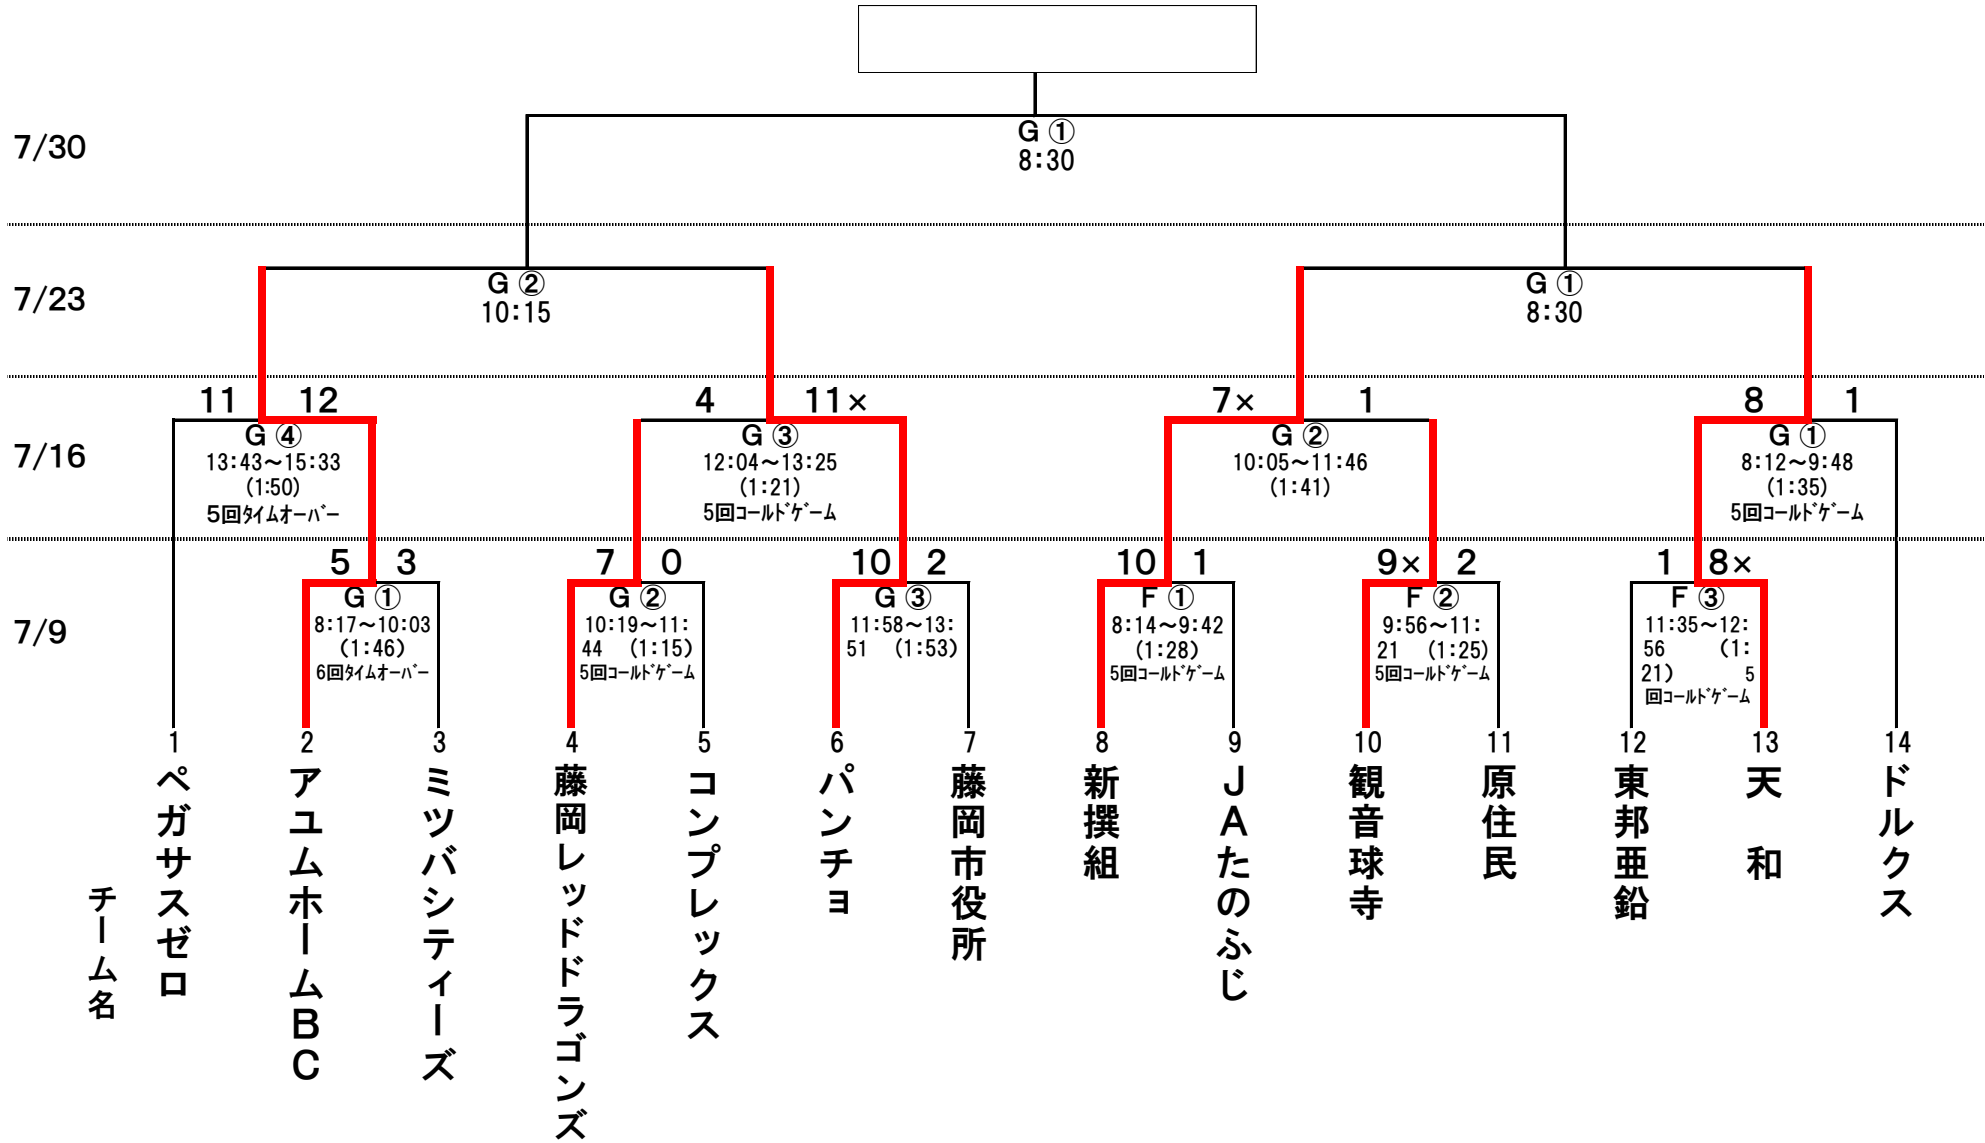 7/30
G ①
8:30
7/23
G ②
10:15
G ①
8:30
7/16
11 12
G ④
13:43～15:33
(1:50)
5回ﾀｲﾑｵｰﾊﾞｰ
4 11×
G ③
12:04～13:25
(1:21)
5回ｺｰﾙﾄﾞｹﾞｰﾑ
7× 1
G ②
10:05～11:46
(1:41)
8 1
G ①
8:12～9:48
(1:35)
5回ｺｰﾙﾄﾞｹﾞｰﾑ
7/9
5 3
G ①
8:17～10:03
(1:46)
6回ﾀｲﾑｵｰﾊﾞｰ
7 0
G ②
10:19～11:
44 (1:15)
5回ｺｰﾙﾄﾞｹﾞｰﾑ
10 2
G ③
11:58～13:
51 (1:53)
10 1
F ①
8:14～9:42
(1:28)
5回ｺｰﾙﾄﾞｹﾞｰﾑ
9× 2
F ②
9:56～11:
21 (1:25)
5回ｺｰﾙﾄﾞｹﾞｰﾑ
1 8×
F ③
11:35～12:
56 (1:
21) 5
回ｺｰﾙﾄﾞｹﾞｰﾑ
1 2 3 4 5 6 7 8 9 10 11 12 13 14
チーム名
ペガサスゼロ
アユムホームBC
ミツバシティーズ
藤岡レッドドラゴンズ
コンプレックス
パンチョ
藤岡市役所
新撰組
JAたのふじ
観音球寺
原住民
東邦亜鉛
天 和
ドルクス